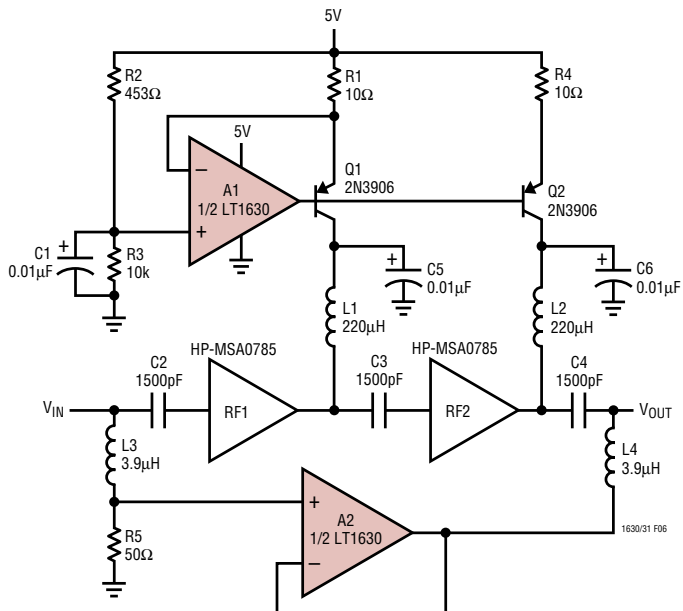 5V
R2
453Ω
R1
10Ω
R4
10Ω
5V
Q1
2N3906
Q2
2N3906
–
A1
1/2 LT1630
+
+
C1
0.01µF
R3
10k
+
C5
0.01µF
+
C6
0.01µF
L1
220µH
L2
220µH
HP-MSA0785
HP-MSA0785
C2
1500pF
C3
1500pF
C4
1500pF
VIN
RF1
RF2
VOUT
L3
3.9µH
L4
3.9µH
+
A2
1/2 LT1630
–
R5
50Ω
1630/31 F06